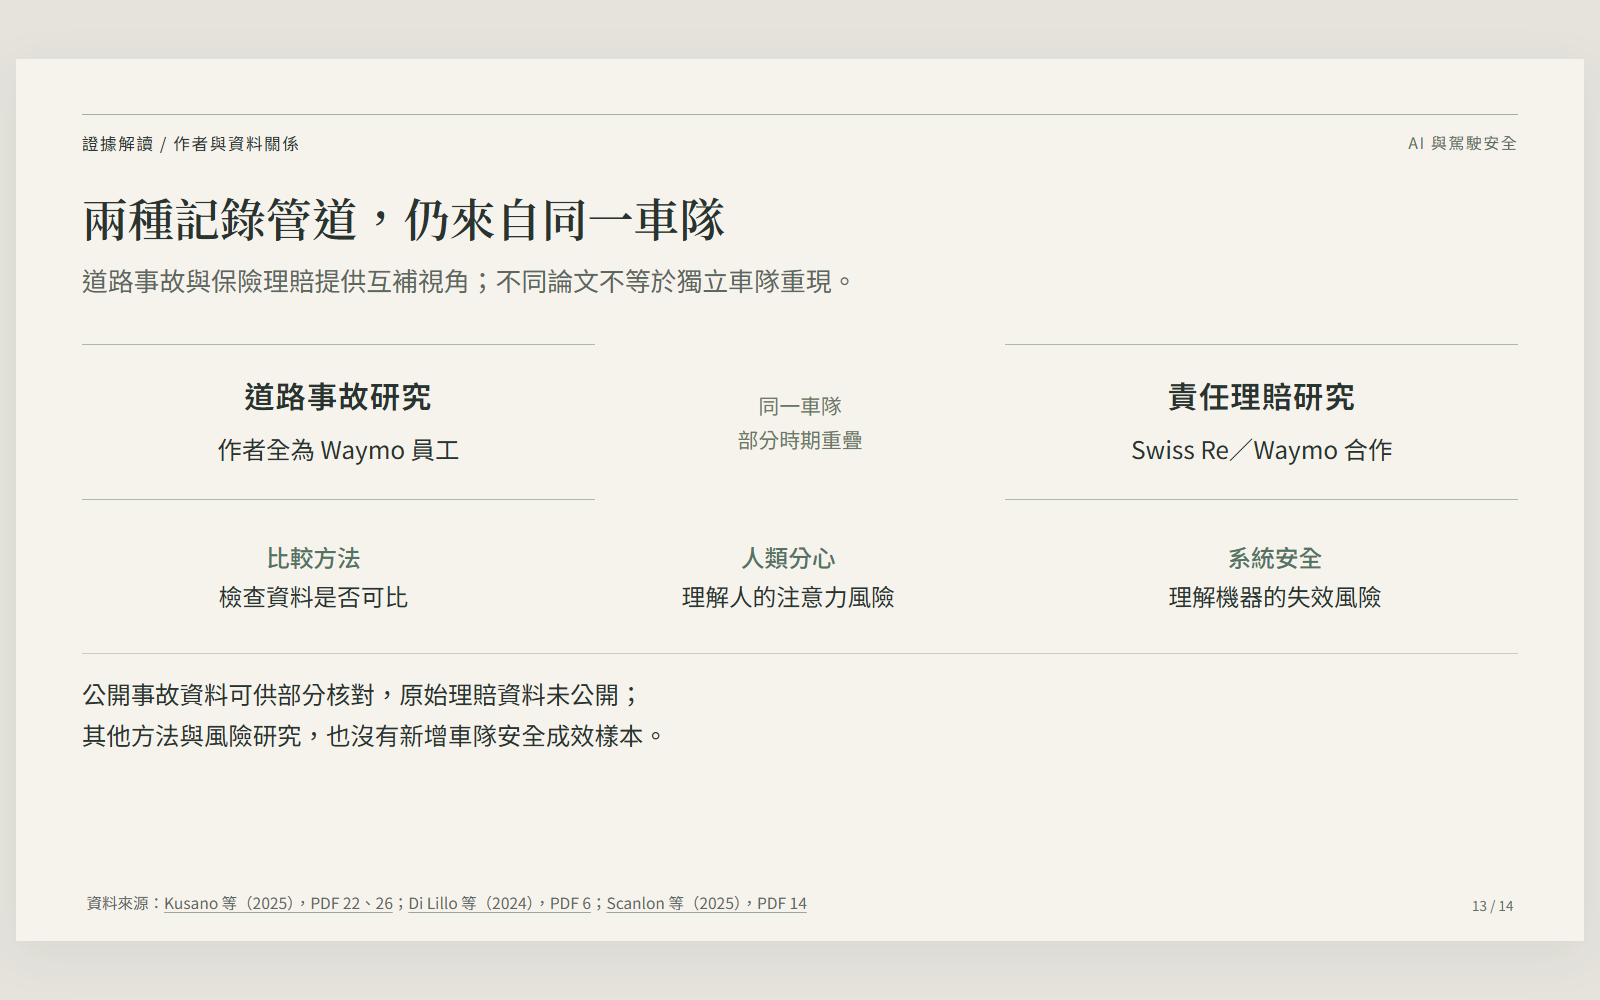 證據解讀 / 作者與資料關係
AI 與駕駛安全
兩種記錄管道，仍來自同一車隊
道路事故與保險理賠提供互補視角；不同論文不等於獨立車隊重現。
道路事故研究
作者全為 Waymo 員工
同一車隊
部分時期重疊
責任理賠研究
Swiss Re／Waymo 合作
比較方法
檢查資料是否可比
人類分心
理解人的注意力風險
系統安全
理解機器的失效風險
公開事故資料可供部分核對，原始理賠資料未公開；
其他方法與風險研究，也沒有新增車隊安全成效樣本。
資料來源：Kusano 等（2025），PDF 22、26；Di Lillo 等（2024），PDF 6；Scanlon 等（2025），PDF 14
13 / 14